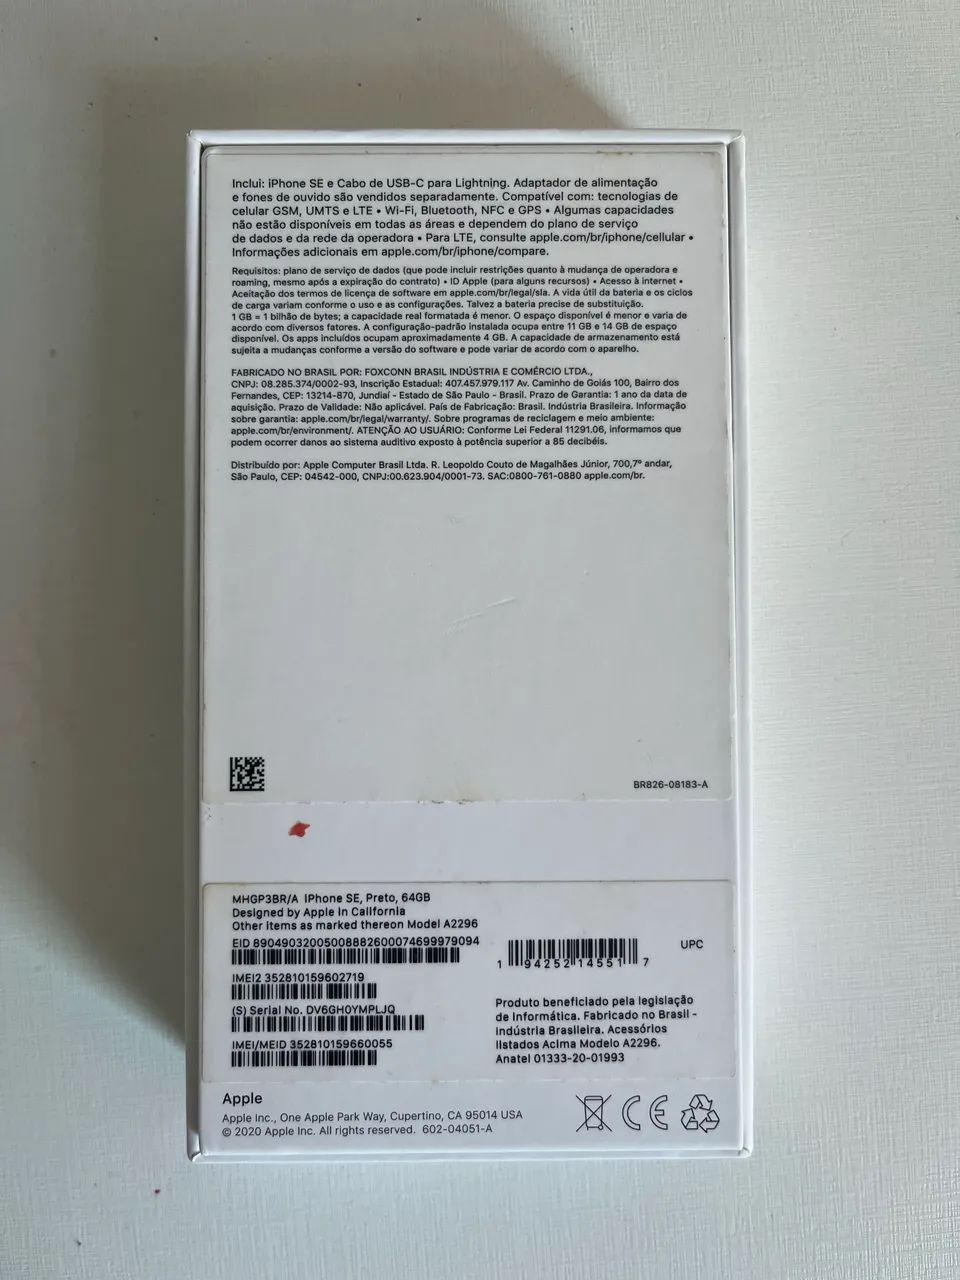 Inclui: iPhone SE e Cabo de USB-C para Lightning. Adaptador de alimentação
e fones de ouvido são vendidos separadamente. Compatível com: tecnologias de
celular GSM, UMTS e LTE • Wi-Fi, Bluetooth, NFC e GPS • Algumas capacidades
não estão disponíveis em todas as áreas e dependem do plano de serviço
de dados e da rede da operadora • Para LTE, consulte apple.com/br/iphone/cellular •
Informações adicionais em apple.com/br/iphone/compare.
Requisitos: plano de serviço de dados (que pode incluir restrições quanto à mudança de operadora e
roaming, mesmo após a expiração do contrato) • ID Apple (para alguns recursos) • Acesso à internet •
Aceitação dos termos de licença de software em apple.com/br/legal/sla. A vida útil da bateria e os ciclos
de carga variam conforme o uso e as configurações. Talvez a bateria precise de substituição.
1 GB = 1 bilhão de bytes; a capacidade real formatada é menor. O espaço disponível é menor e varia de
acordo com diversos fatores. A configuração-padrão instalada ocupa entre 11 GB e 14 GB de espaço
disponível. Os apps incluídos ocupam aproximadamente 4 GB. A capacidade de armazenamento está
sujeita a mudanças conforme a versão do software e pode variar de acordo com o aparelho.
FABRICADO NO BRASIL POR: FOXCONN BRASIL INDÚSTRIA E COMÉRCIO LTDA.,
CNPJ: 08.285.374/0002-93, Inscrição Estadual: 407.457.979.117 Av. Caminho de Goiás 100, Bairro dos
Fernandes, CEP: 13214-870, Jundiaí - Estado de São Paulo - Brasil. Prazo de Garantia: 1 ano da data de
aquisição. Prazo de Validade: Não aplicável. País de Fabricação: Brasil. Indústria Brasileira. Informação
sobre garantia: apple.com/br/legal/warranty/. Sobre programas de reciclagem e meio ambiente:
apple.com/br/environment/. ATENÇÃO AO USUÁRIO: Conforme Lei Federal 11291.06, informamos que
podem ocorrer danos ao sistema auditivo exposto à potência superior a 85 decibéis.
Distribuído por: Apple Computer Brasil Ltda. R. Leopoldo Couto de Magalhães Júnior, 700,7º andar,
São Paulo, CEP: 04542-000, CNPJ:00.623.904/0001-73. SAC:0800-761-0880 apple.com/br.
BR826-08183-A
MHGP3BR/A iPhone SE, Preto, 64GB
Designed by Apple in California
Other items as marked thereon Model A2296
EID 89049032005008882600074699979094
IMEI2 352810159602719
(S) Serial No. DV6GH0YMPLJQ
IMEI/MEID 352810159660055
1 94252 14551 7
UPC
Produto beneficiado pela legislação
de Informática. Fabricado no Brasil -
Indústria Brasileira. Acessórios
listados Acima Modelo A2296.
Anatel 01333-20-01993
Apple
Apple Inc., One Apple Park Way, Cupertino, CA 95014 USA
© 2020 Apple Inc. All rights reserved. 602-04051-A
CE